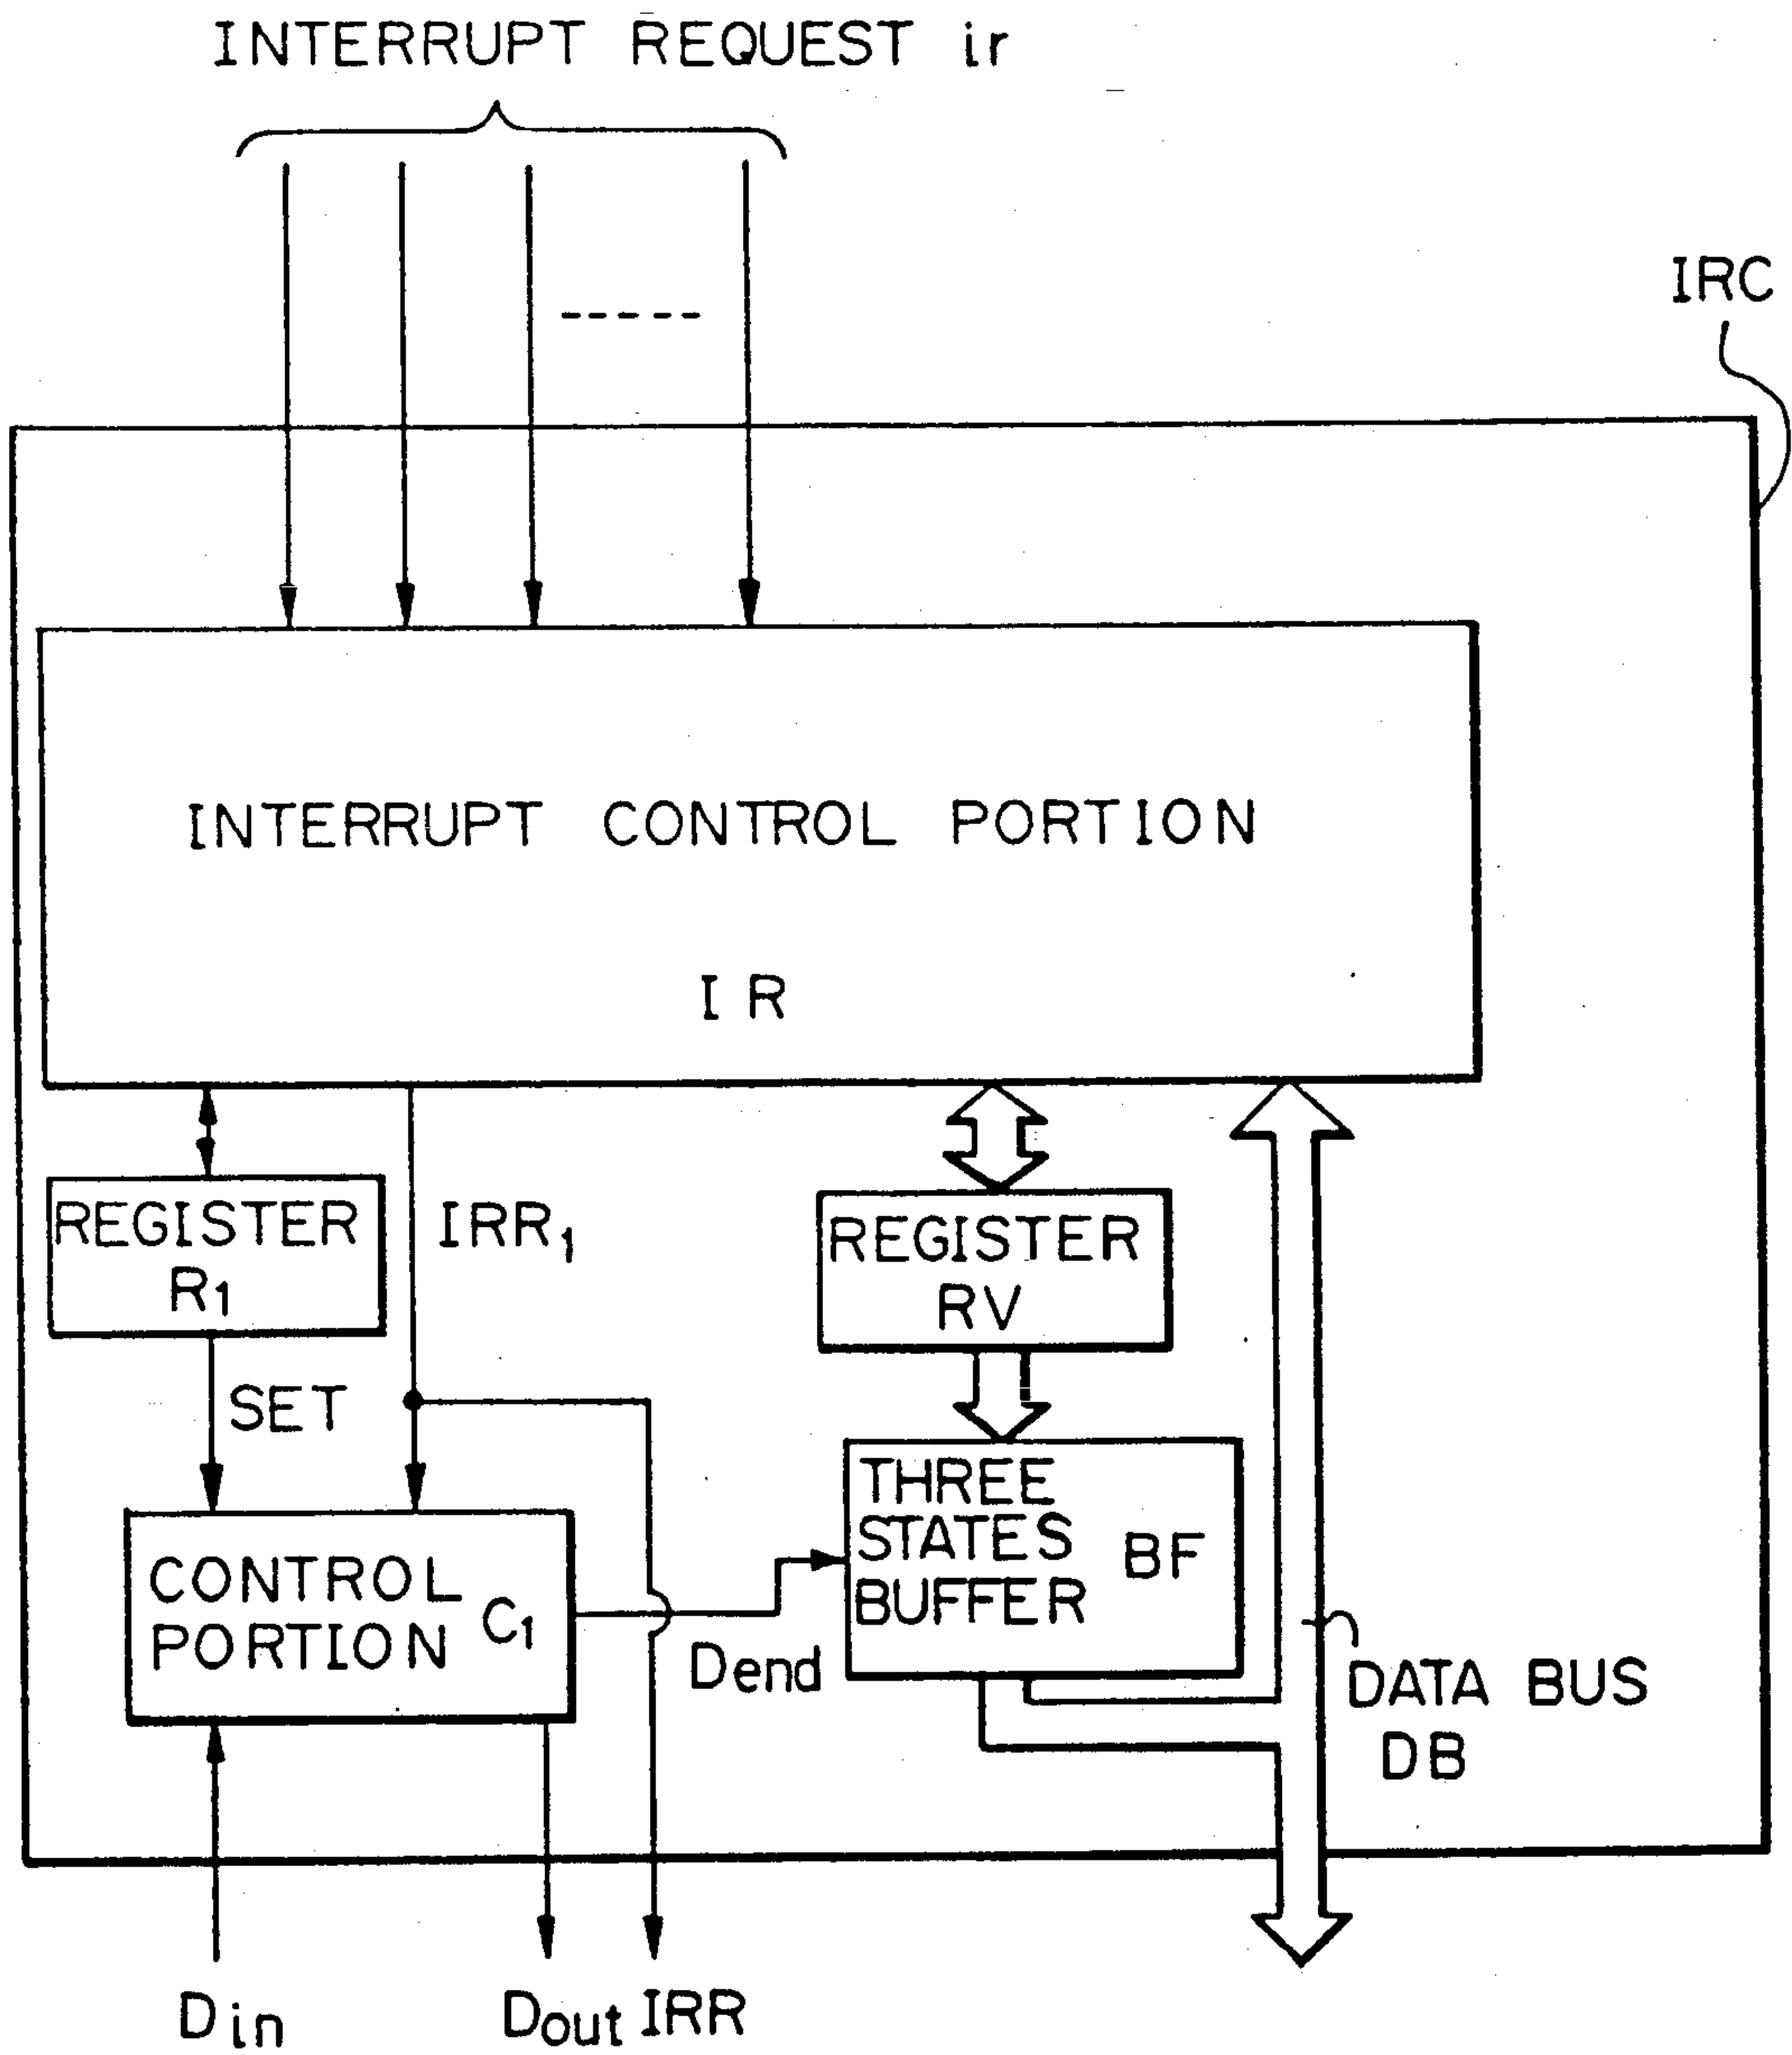 INTERRUPT REQUEST ir
IRC
INTERRUPT CONTROL PORTION
IR
REGISTER
R1
IRR1
REGISTER
RV
SET
THREE
STATES
BUFFER
BF
CONTROL
PORTION
C1
Dend
DATA BUS
DB
Din
Dout
IRR